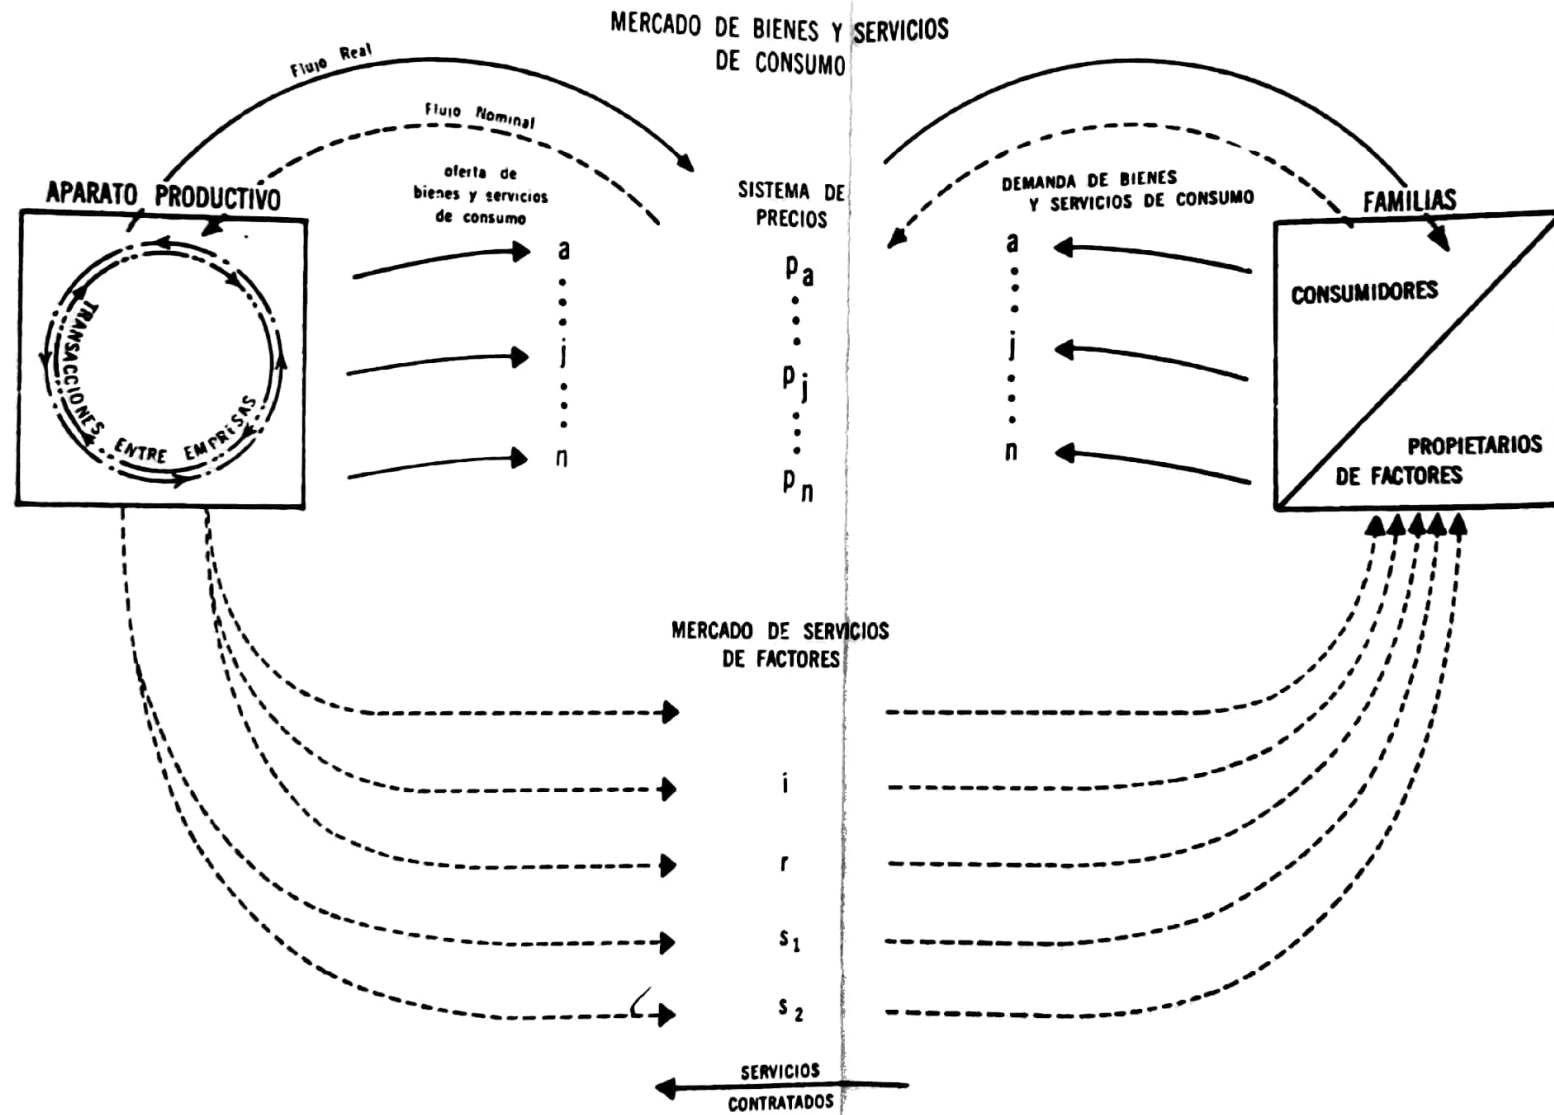 MERCADO DE BIENES Y SERVICIOS
DE CONSUMO
Flujo Real
Flujo Nominal
oferta de
bienes y servicios
de consumo
SISTEMA DE
PRECIOS
DEMANDA DE BIENES
Y SERVICIOS DE CONSUMO
APARATO PRODUCTIVO
FAMILIAS
a
j
n
Pa
Pj
Pn
a
j
n
TRANSACCIONES ENTRE EMPRESAS
CONSUMIDORES
PROPIETARIOS
DE FACTORES
MERCADO DE SERVICIOS
DE FACTORES
i
r
s1
s2
SERVICIOS
CONTRATADOS